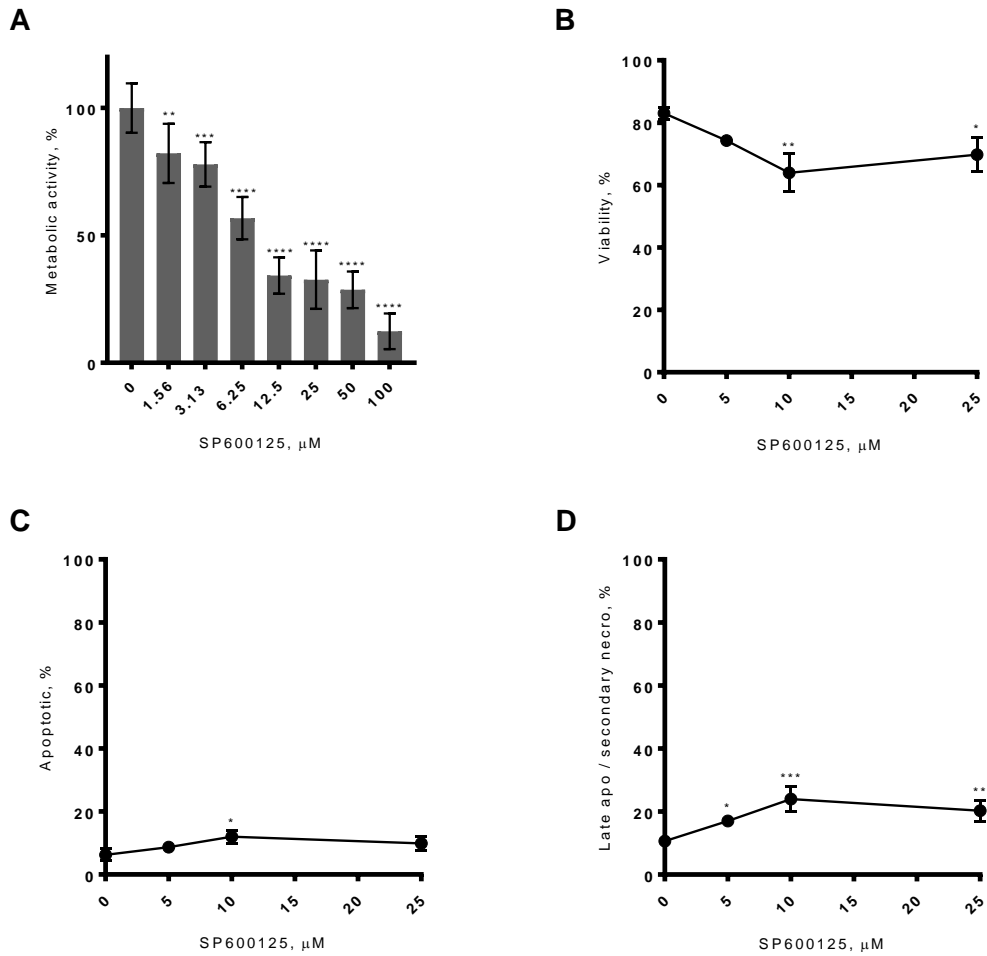 A
Metabolic activity, %
100
50
0
**
***
****
****
****
****
****
0 1.56 3.13 6.25 12.5 25 50 100
SP600125, μM
B
Viability, %
100
80
60
40
20
0
**
*
0 5 10 15 20 25
SP600125, μM
C
Apoptotic, %
100
80
60
40
20
0
*
0 5 10 15 20 25
SP600125, μM
D
Late apo / secondary necro, %
100
80
60
40
20
0
*
***
**
0 5 10 15 20 25
SP600125, μM